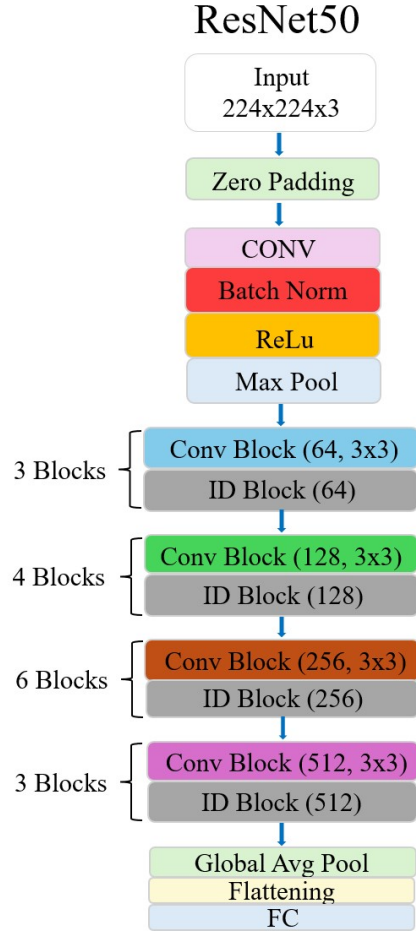 ResNet50
Input
224x224x3
Zero Padding
CONV
Batch Norm
ReLu
Max Pool
3 Blocks
Conv Block (64, 3x3)
ID Block (64)
4 Blocks
Conv Block (128, 3x3)
ID Block (128)
6 Blocks
Conv Block (256, 3x3)
ID Block (256)
3 Blocks
Conv Block (512, 3x3)
ID Block (512)
Global Avg Pool
Flattening
FC